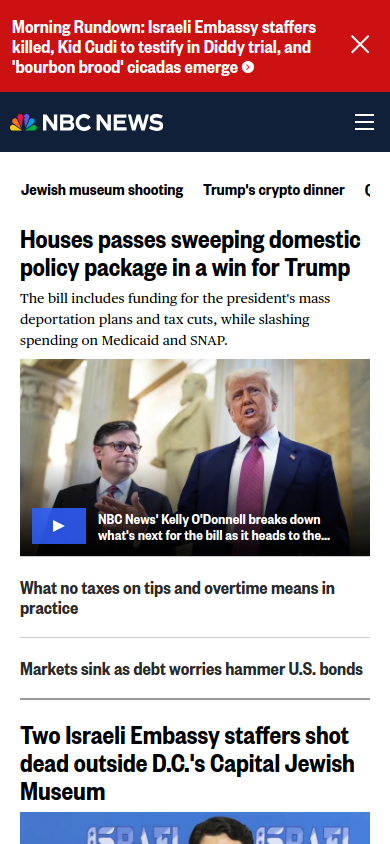 Morning Rundown: Israeli Embassy staffers
killed, Kid Cudi to testify in Diddy trial, and
'bourbon brood' cicadas emerge
NBC NEWS
Jewish museum shooting Trump's crypto dinner
Houses passes sweeping domestic
policy package in a win for Trump
The bill includes funding for the president's mass
deportation plans and tax cuts, while slashing
spending on Medicaid and SNAP.
NBC News' Kelly O'Donnell breaks down
what's next for the bill as it heads to the...
What no taxes on tips and overtime means in
practice
Markets sink as debt worries hammer U.S. bonds
Two Israeli Embassy staffers shot
dead outside D.C.'s Capital Jewish
Museum
ISRAEL ISRAEL